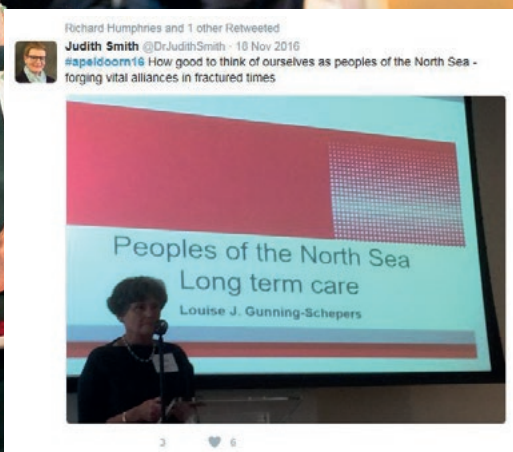 Richard Humphries and 1 other Retweeted
Judith Smith @DrJudithSmith · 18 Nov 2016
#apeldoorn16 How good to think of ourselves as peoples of the North Sea -
forging vital alliances in fractured times
Peoples of the North Sea
Long term care
Louise J. Gunning-Schepers
3 6